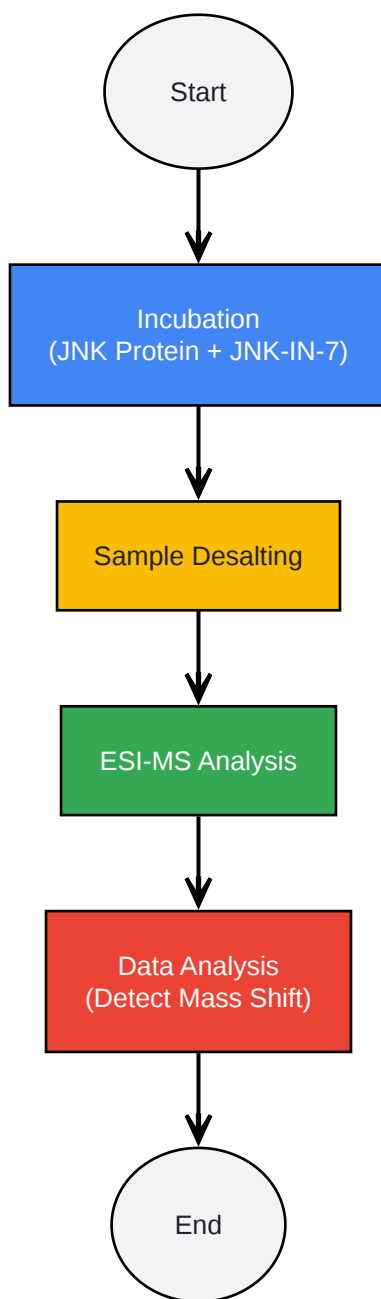 Start
Incubation
(JNK Protein + JNK-IN-7)
Sample Desalting
ESI-MS Analysis
Data Analysis
(Detect Mass Shift)
End